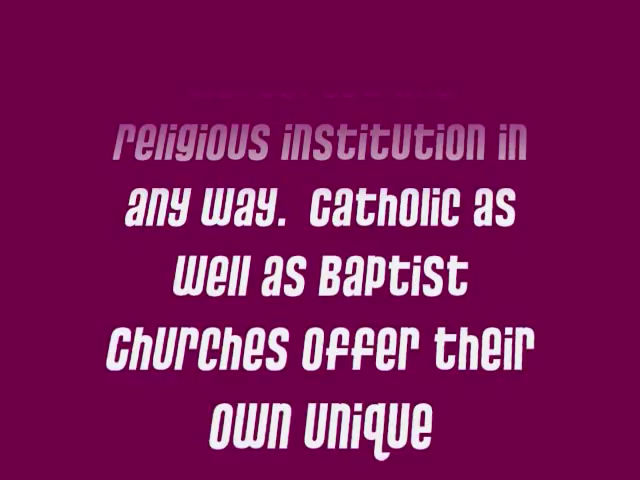 religious institution in
any way.  Catholic as
well as Baptist
Churches offer their
own unique